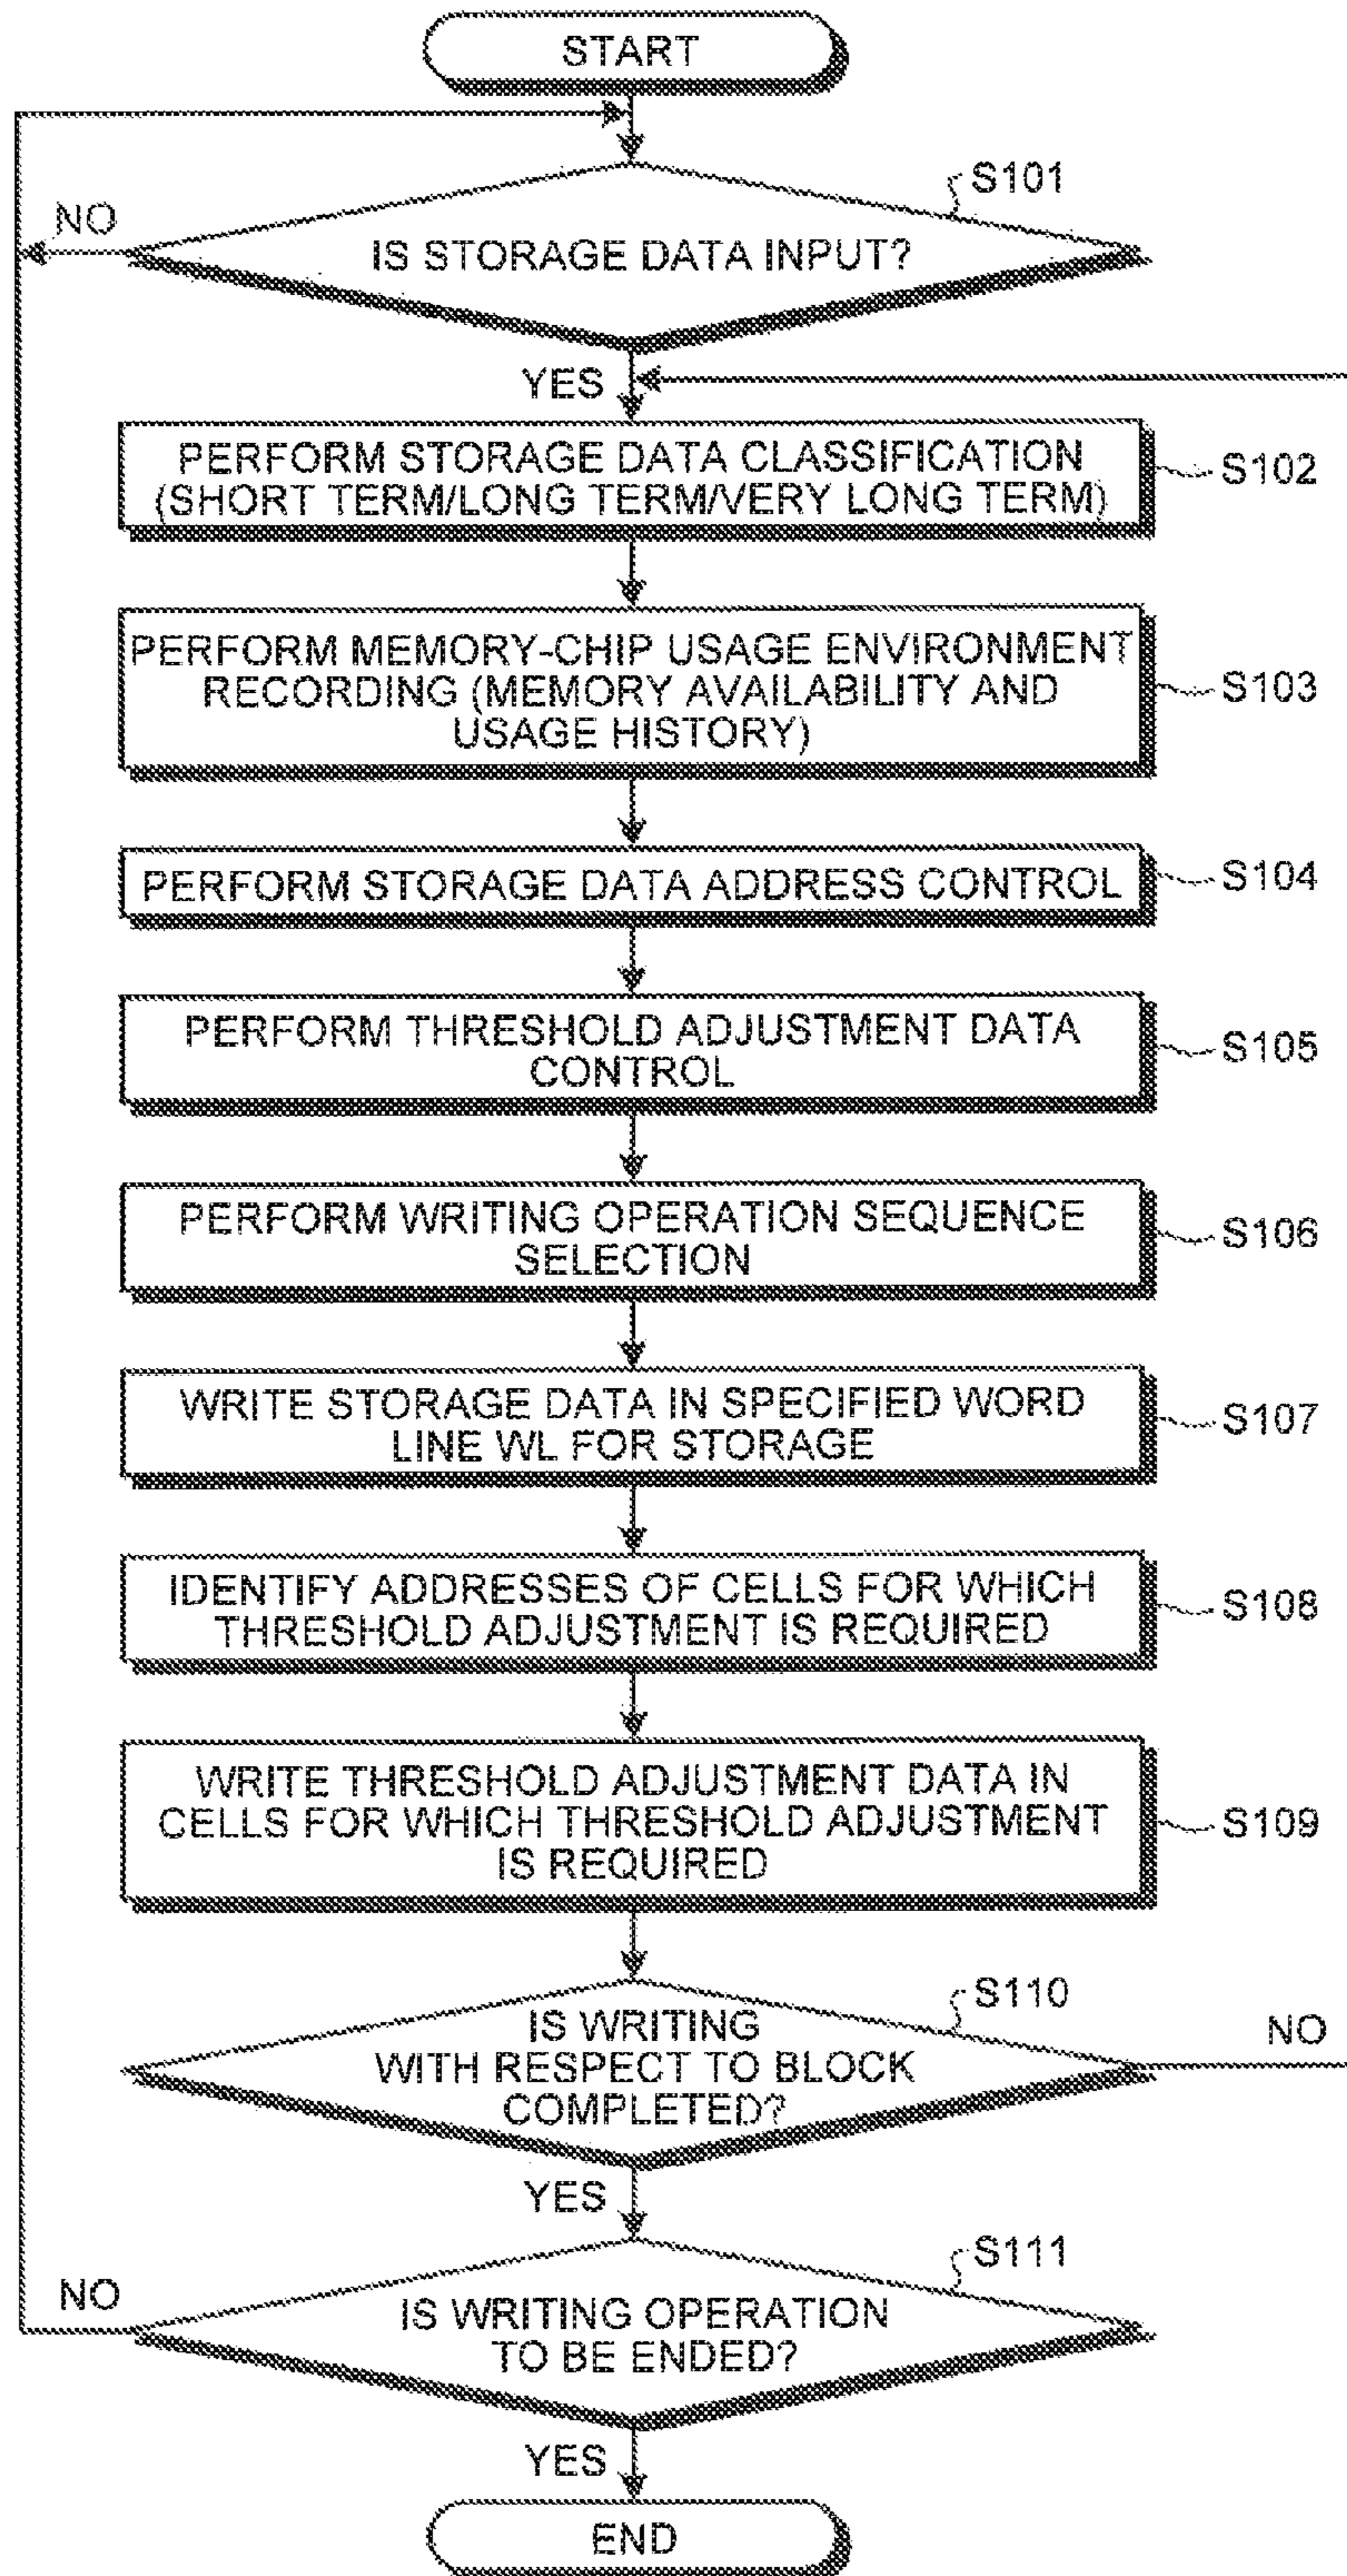 START
S101
NO
IS STORAGE DATA INPUT?
YES
PERFORM STORAGE DATA CLASSIFICATION
(SHORT TERM/LONG TERM/VERY LONG TERM)
S102
PERFORM MEMORY-CHIP USAGE ENVIRONMENT
RECORDING (MEMORY AVAILABILITY AND
USAGE HISTORY)
S103
PERFORM STORAGE DATA ADDRESS CONTROL
S104
PERFORM THRESHOLD ADJUSTMENT DATA
CONTROL
S105
PERFORM WRITING OPERATION SEQUENCE
SELECTION
S106
WRITE STORAGE DATA IN SPECIFIED WORD
LINE WL FOR STORAGE
S107
IDENTIFY ADDRESSES OF CELLS FOR WHICH
THRESHOLD ADJUSTMENT IS REQUIRED
S108
WRITE THRESHOLD ADJUSTMENT DATA IN
CELLS FOR WHICH THRESHOLD ADJUSTMENT
IS REQUIRED
S109
S110
IS WRITING
WITH RESPECT TO BLOCK
COMPLETED?
NO
YES
S111
NO
IS WRITING OPERATION
TO BE ENDED?
YES
END